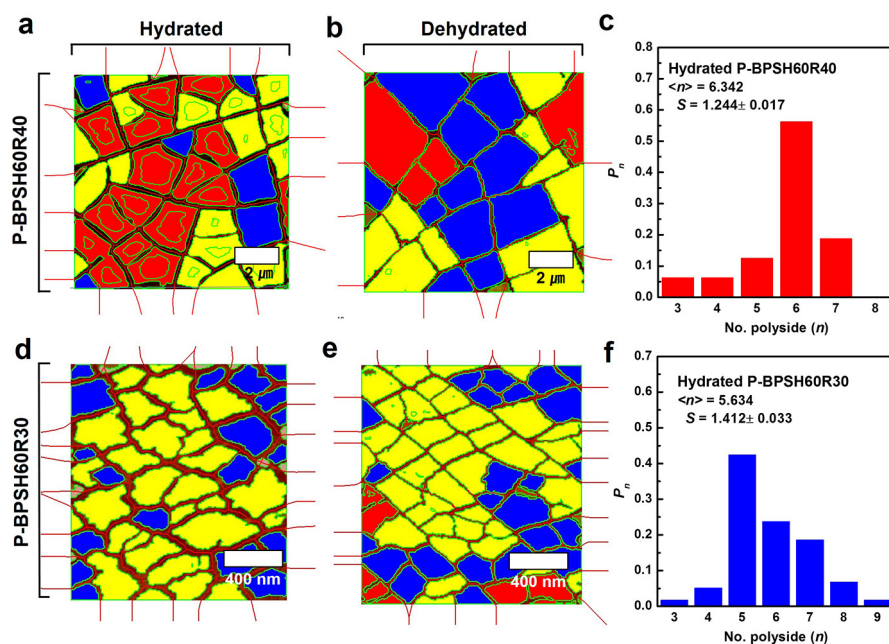 a
Hydrated
b
Dehydrated
c
P-BPSH60R40
2 μm
2 μm
0.8
0.7
0.6
0.5
0.4
0.3
0.2
0.1
0.0
Pn
Hydrated P-BPSH60R40
<n> = 6.342
S = 1.244± 0.017
3 4 5 6 7 8
No. polyside (n)
d
e
f
P-BPSH60R30
400 nm
400 nm
0.7
0.6
0.5
0.4
0.3
0.2
0.1
0.0
Pn
Hydrated P-BPSH60R30
<n> = 5.634
S = 1.412± 0.033
3 4 5 6 7 8 9
No. polyside (n)